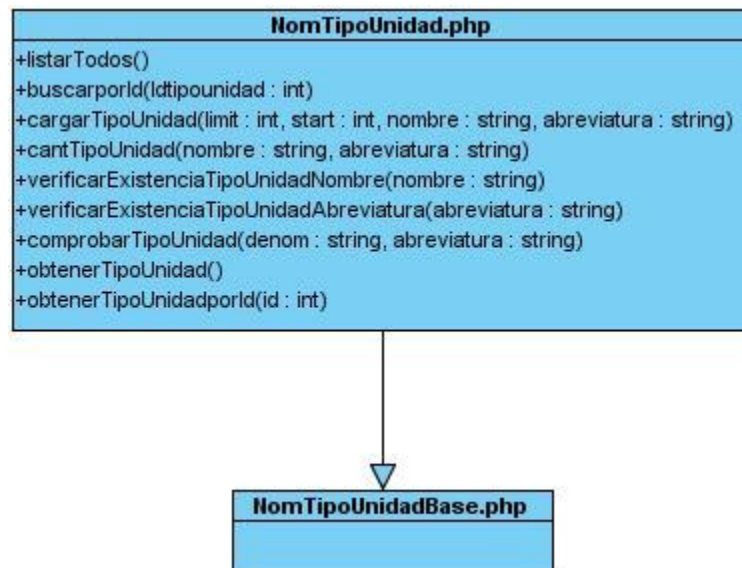 NomTipoUnidad.php
+listarTodos()
+buscarporId(Idtipounidad : int)
+cargarTipoUnidad(limit : int, start : int, nombre : string, abreviatura : string)
+cantTipoUnidad(nombre : string, abreviatura : string)
+verificarExistenciaTipoUnidadNombre(nombre : string)
+verificarExistenciaTipoUnidadAbreviatura(abreviatura : string)
+comprobarTipoUnidad(denom : string, abreviatura : string)
+obtenerTipoUnidad()
+obtenerTipoUnidadporId(id : int)
NomTipoUnidadBase.php